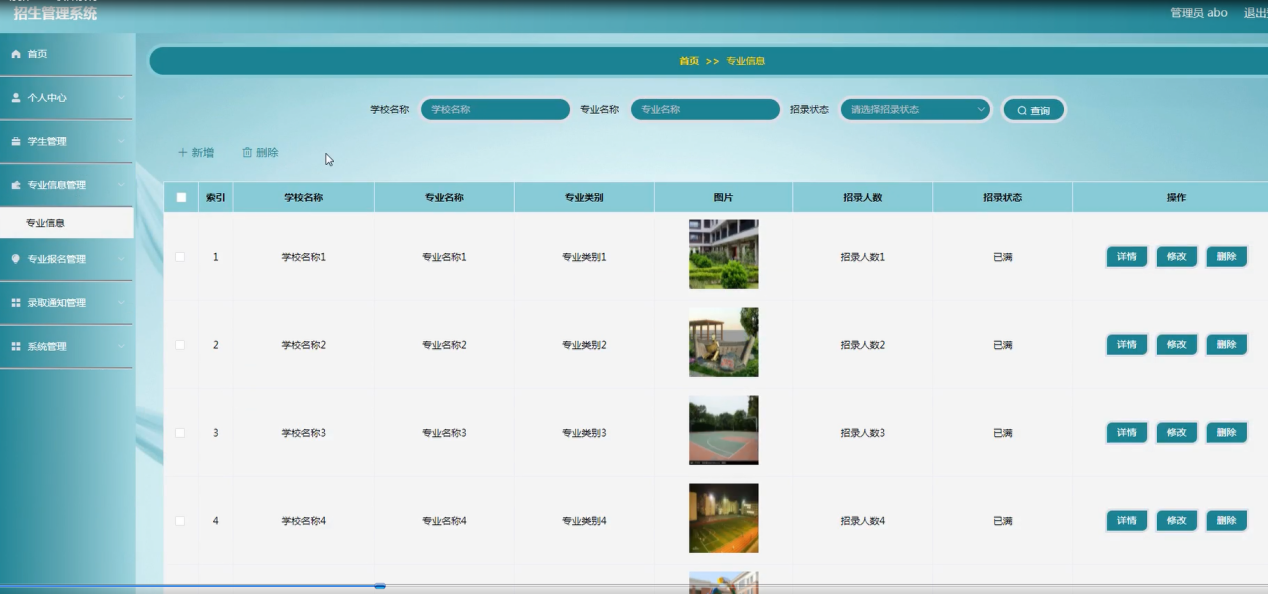 招生管理系统
管理员 abo 退出
首页
个人中心
学生管理
专业信息管理
专业信息
专业报名管理
录取通知管理
系统管理
首页 >> 专业信息
学校名称 学校名称 专业名称 专业名称 招录状态 请选择招录状态 查询
新增 删除
索引 学校名称 专业名称 专业类别 图片 招录人数 招录状态 操作
1 学校名称1 专业名称1 专业类别1 招录人数1 已满 详情 修改 删除
2 学校名称2 专业名称2 专业类别2 招录人数2 已满 详情 修改 删除
3 学校名称3 专业名称3 专业类别3 招录人数3 已满 详情 修改 删除
4 学校名称4 专业名称4 专业类别4 招录人数4 已满 详情 修改 删除